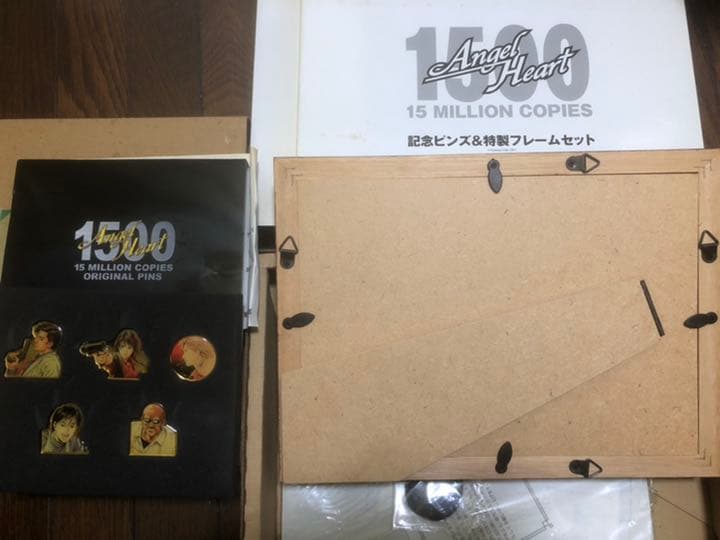 1500
Angel Heart
15 MILLION COPIES
記念ピンズ&特製フレームセット
1500
Angel Heart
15 MILLION COPIES
ORIGINAL PINS